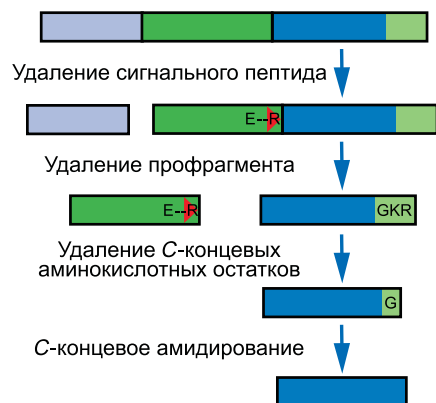 Удаление сигнального пептида
E--R
Удаление профрагмента
E--R
GKR
Удаление C-концевых
аминокислотных остатков
G
C-концевое амидирование